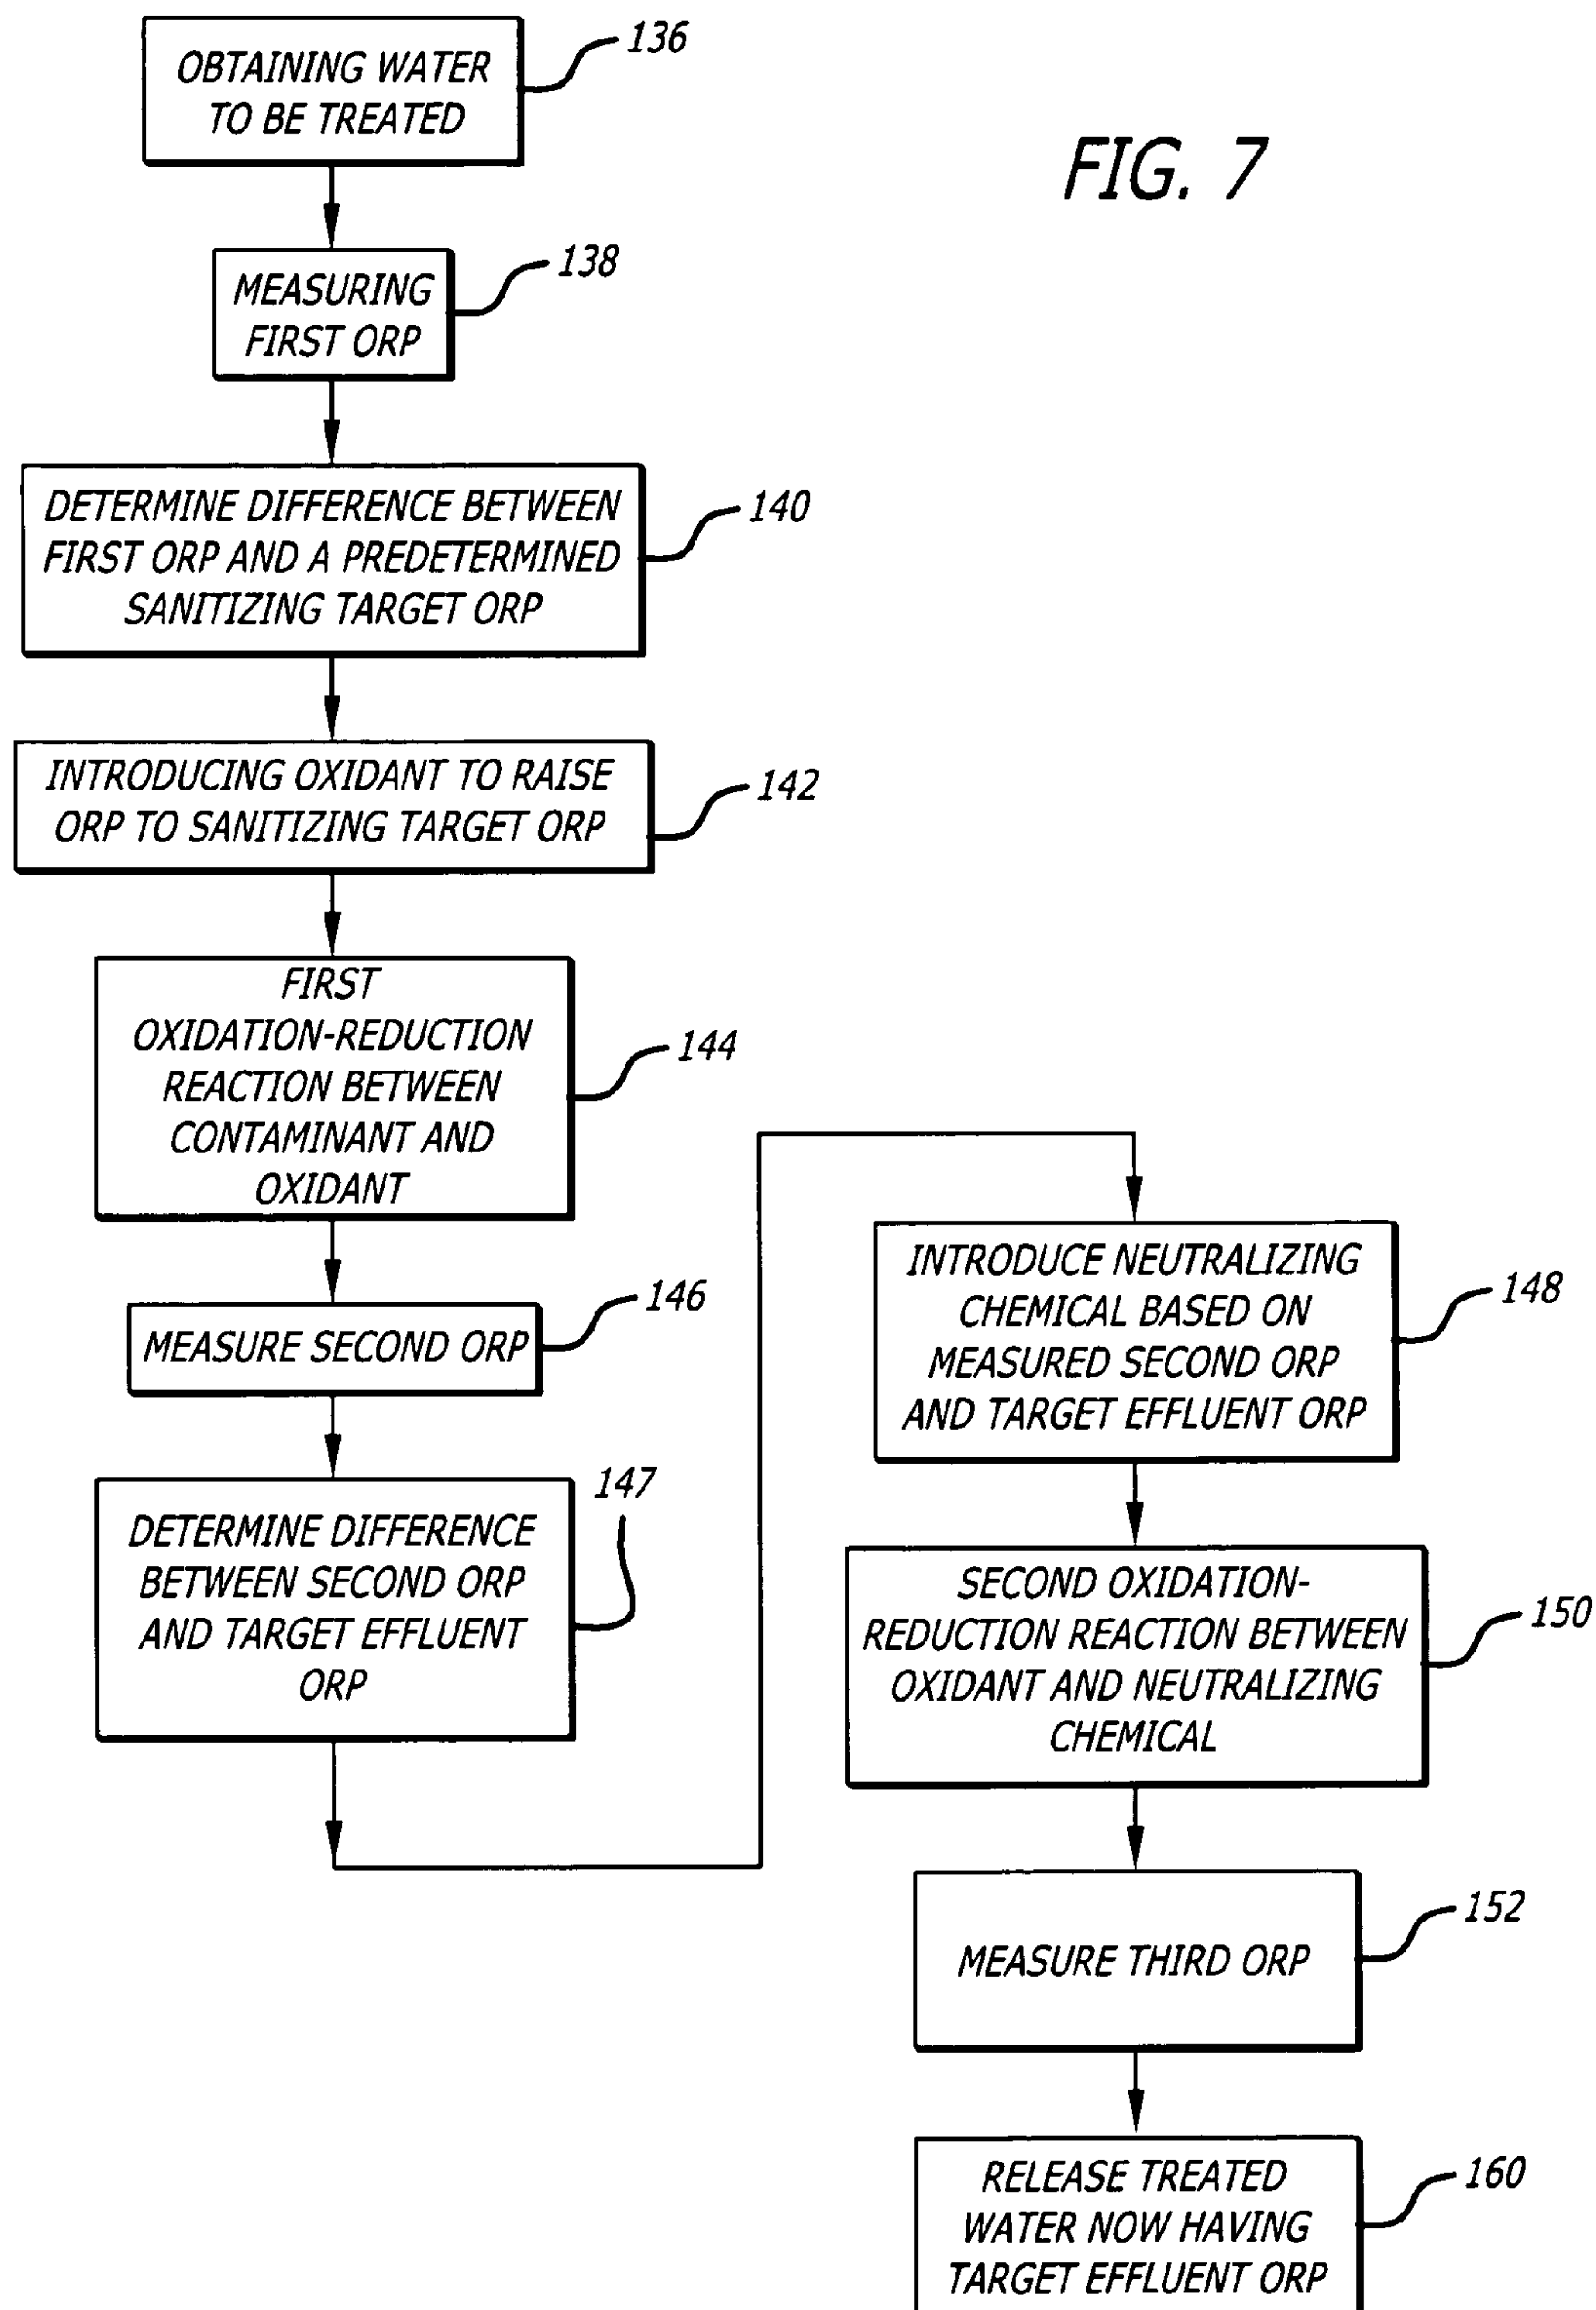 FIG. 7
OBTAINING WATER
TO BE TREATED
136
MEASURING
FIRST ORP
138
DETERMINE DIFFERENCE BETWEEN
FIRST ORP AND A PREDETERMINED
SANITIZING TARGET ORP
140
INTRODUCING OXIDANT TO RAISE
ORP TO SANITIZING TARGET ORP
142
FIRST
OXIDATION-REDUCTION
REACTION BETWEEN
CONTAMINANT AND
OXIDANT
144
MEASURE SECOND ORP
146
DETERMINE DIFFERENCE
BETWEEN SECOND ORP
AND TARGET EFFLUENT
ORP
147
INTRODUCE NEUTRALIZING
CHEMICAL BASED ON
MEASURED SECOND ORP
AND TARGET EFFLUENT ORP
148
SECOND OXIDATION-
REDUCTION REACTION BETWEEN
OXIDANT AND NEUTRALIZING
CHEMICAL
150
MEASURE THIRD ORP
152
RELEASE TREATED
WATER NOW HAVING
TARGET EFFLUENT ORP
160